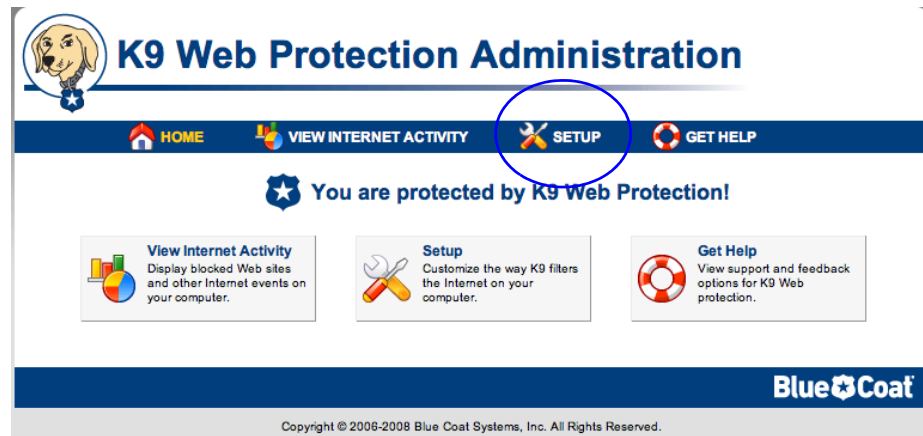 K9 Web Protection Administration
HOME VIEW INTERNET ACTIVITY SETUP GET HELP
You are protected by K9 Web Protection!
View Internet Activity
Display blocked Web sites
and other Internet events on
your computer.
Setup
Customize the way K9 filters
the Internet on your
computer.
Get Help
View support and feedback
options for K9 Web
protection.
Blue Coat
Copyright © 2006-2008 Blue Coat Systems, Inc. All Rights Reserved.